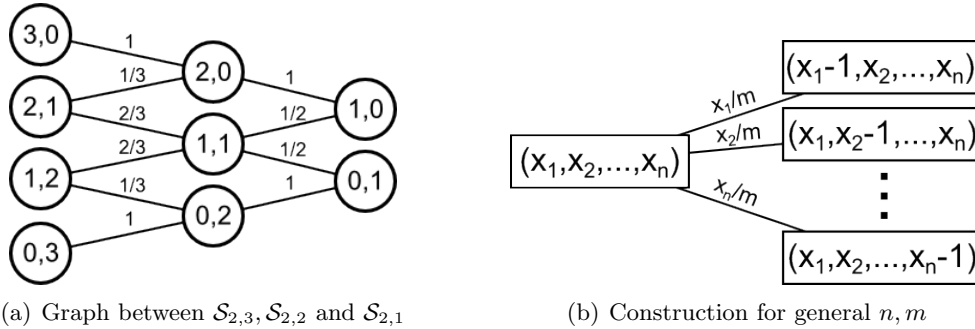 3,0
2,1
1,2
0,3
1
1/3
2/3
2/3
1/3
1
2,0
1,1
0,2
1
1/2
1/2
1
1,0
0,1
(a) Graph between S₂,₃, S₂,₂ and S₂,₁
(x₁,x₂,...,xₙ)
x₁/m
x₂/m
xₙ/m
(x₁-1,x₂,...,xₙ)
(x₁,x₂-1,...,xₙ)
(x₁,x₂,...,xₙ-1)
(b) Construction for general n, m